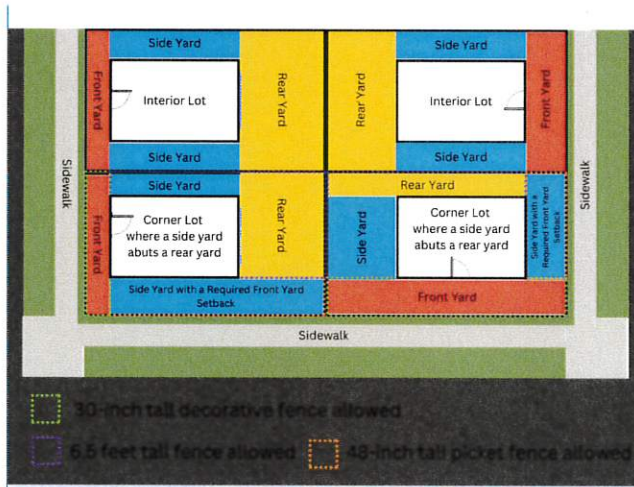 Side Yard
Side Yard
Front Yard
Interior Lot
Rear Yard
Rear Yard
Interior Lot
Front Yard
Side Yard
Side Yard
Sidewalk
Sidewalk
Side Yard
Rear Yard
Front Yard
Corner Lot
where a side yard
abuts a rear yard
Rear Yard
Side Yard
Corner Lot
where a side yard
abuts a rear yard
Side Yard with a
Required Front Yard
Setback
Side Yard with a Required Front Yard
Setback
Front Yard
Sidewalk
30-inch tall decorative fence allowed
6.5 feet tall fence allowed
48-inch tall picket fence allowed